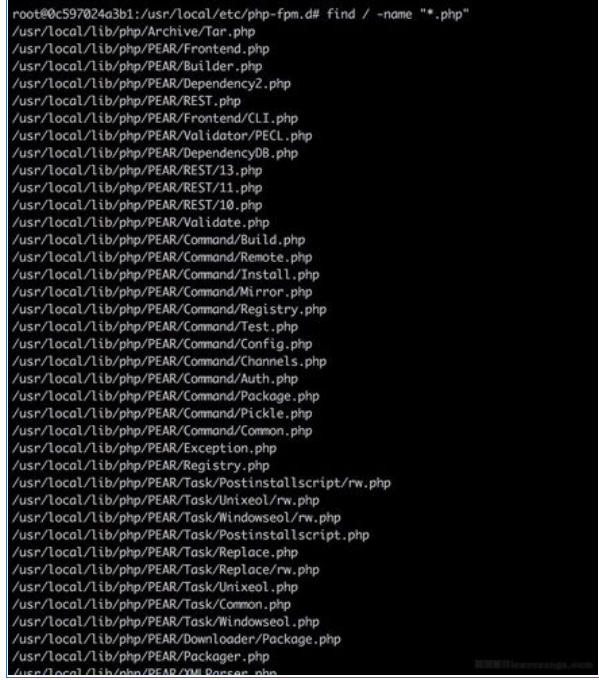 root@0c597024a3b1:/usr/local/etc/php-fpm.d# find / -name "*.php"
/usr/local/lib/php/Archive/Tar.php
/usr/local/lib/php/PEAR/Frontend.php
/usr/local/lib/php/PEAR/Builder.php
/usr/local/lib/php/PEAR/Dependency2.php
/usr/local/lib/php/PEAR/REST.php
/usr/local/lib/php/PEAR/Frontend/CLI.php
/usr/local/lib/php/PEAR/Validator/PECL.php
/usr/local/lib/php/PEAR/DependencyDB.php
/usr/local/lib/php/PEAR/REST/13.php
/usr/local/lib/php/PEAR/REST/11.php
/usr/local/lib/php/PEAR/REST/10.php
/usr/local/lib/php/PEAR/Validate.php
/usr/local/lib/php/PEAR/Command/Build.php
/usr/local/lib/php/PEAR/Command/Remote.php
/usr/local/lib/php/PEAR/Command/Install.php
/usr/local/lib/php/PEAR/Command/Mirror.php
/usr/local/lib/php/PEAR/Command/Registry.php
/usr/local/lib/php/PEAR/Command/Test.php
/usr/local/lib/php/PEAR/Command/Config.php
/usr/local/lib/php/PEAR/Command/Channels.php
/usr/local/lib/php/PEAR/Command/Auth.php
/usr/local/lib/php/PEAR/Command/Package.php
/usr/local/lib/php/PEAR/Command/Pickle.php
/usr/local/lib/php/PEAR/Command/Common.php
/usr/local/lib/php/PEAR/Exception.php
/usr/local/lib/php/PEAR/Registry.php
/usr/local/lib/php/PEAR/Task/Postinstallscript/rw.php
/usr/local/lib/php/PEAR/Task/Unixeol/rw.php
/usr/local/lib/php/PEAR/Task/Windowseol/rw.php
/usr/local/lib/php/PEAR/Task/Postinstallscript.php
/usr/local/lib/php/PEAR/Task/Replace.php
/usr/local/lib/php/PEAR/Task/Replace/rw.php
/usr/local/lib/php/PEAR/Task/Unixeol.php
/usr/local/lib/php/PEAR/Task/Common.php
/usr/local/lib/php/PEAR/Task/Windowseol.php
/usr/local/lib/php/PEAR/Downloader/Package.php
/usr/local/lib/php/PEAR/Packager.php
/usr/local/lib/php/PEAR/XMLParser.php